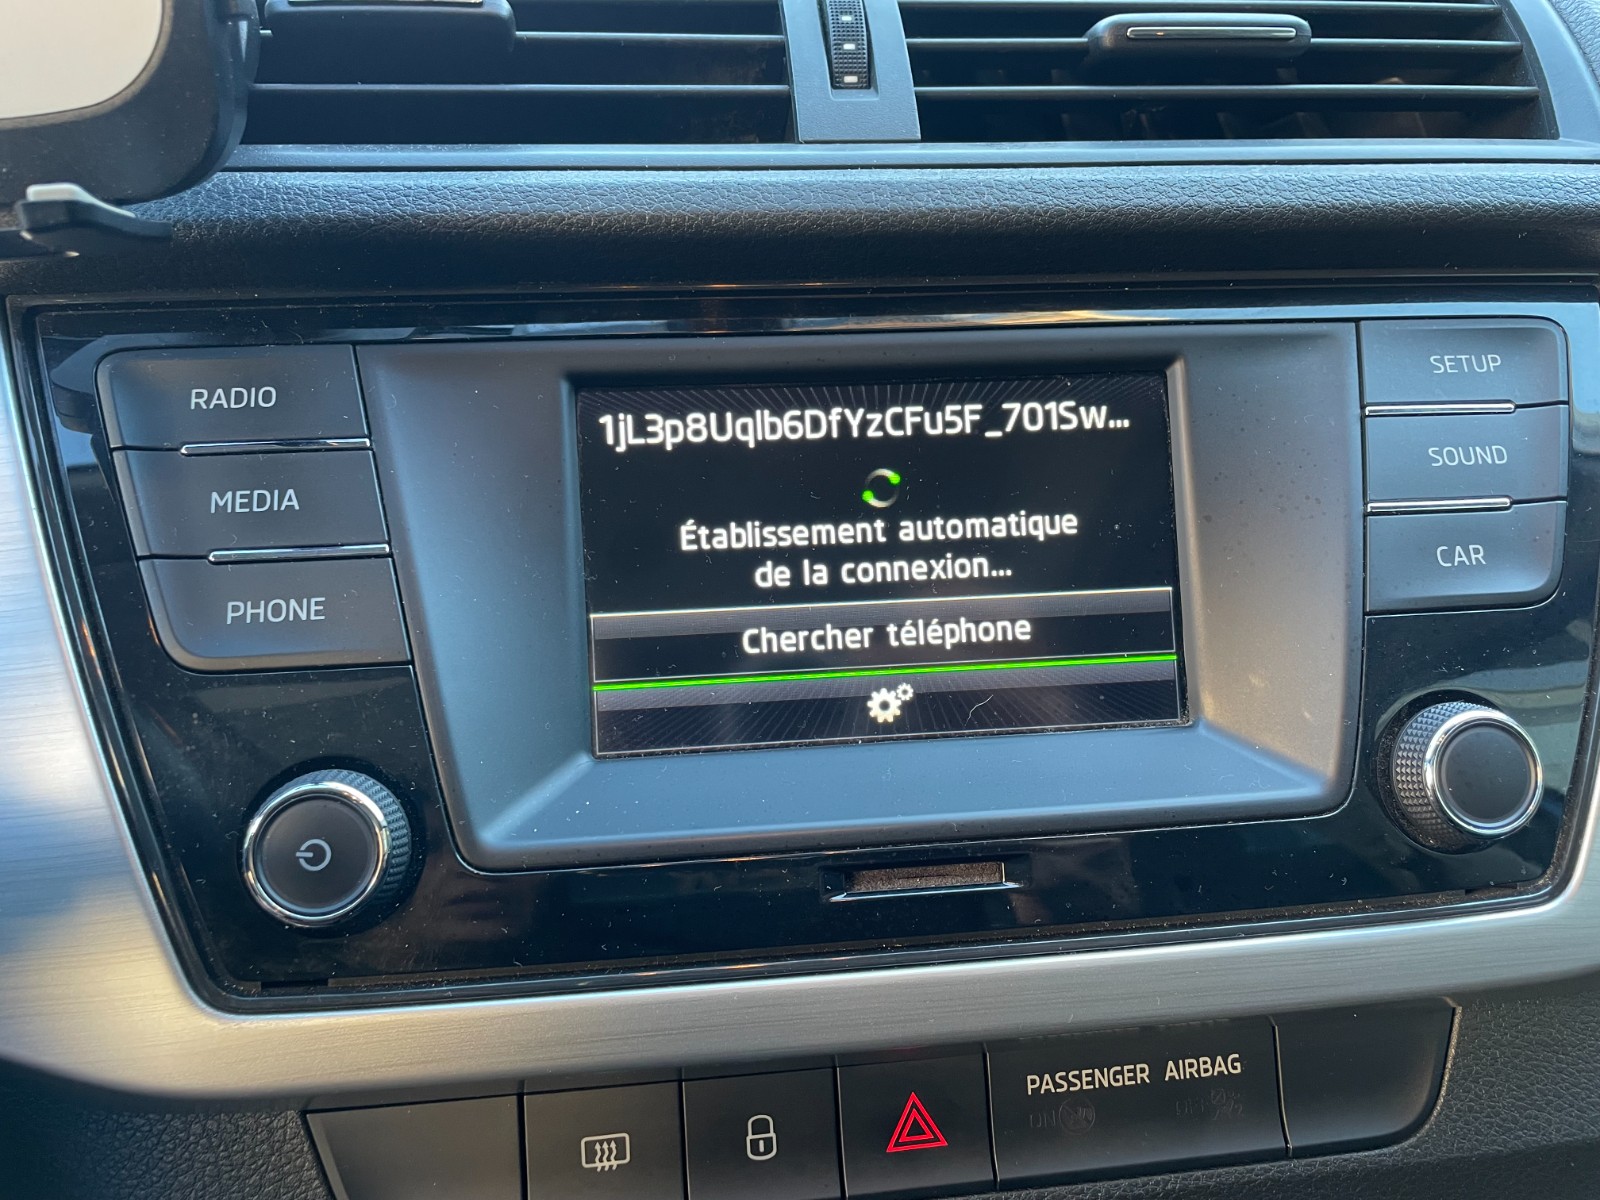 RADIO
MEDIA
PHONE
1jL3p8Uqlb6DfYzCFu5F_701Sw...
Établissement automatique
de la connexion...
Chercher téléphone
SETUP
SOUND
CAR
PASSENGER AIRBAG